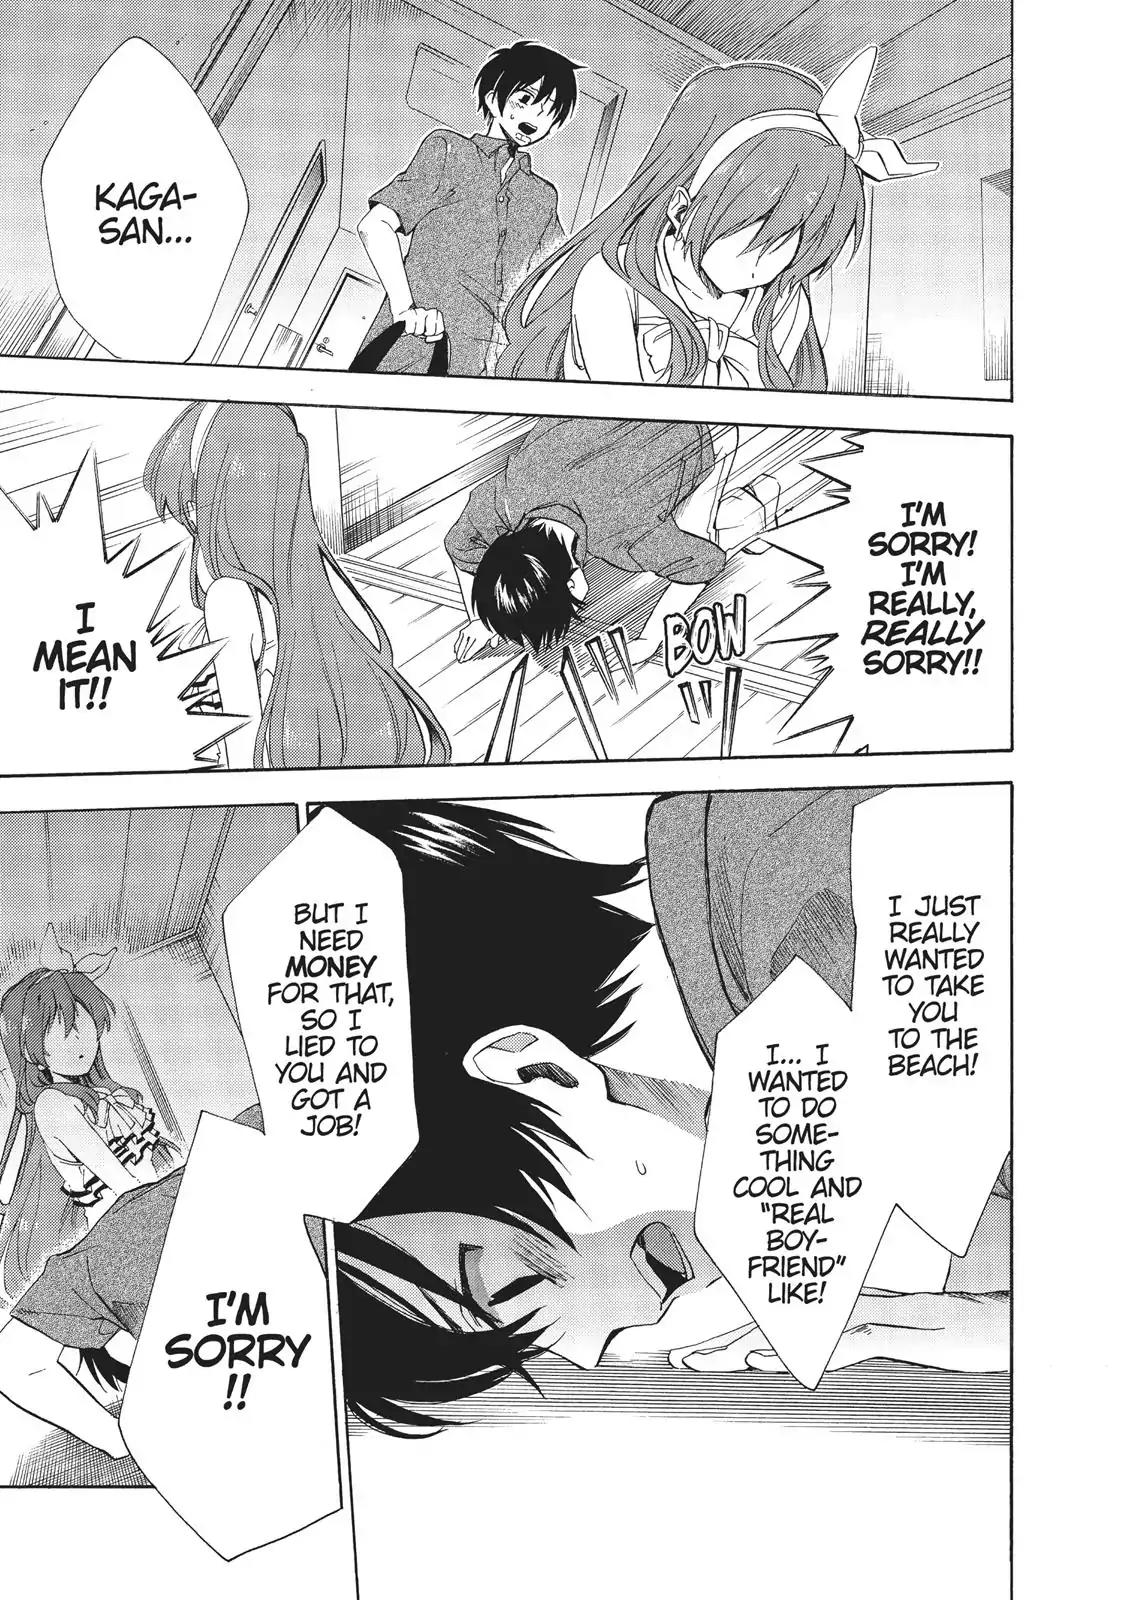 KAGA-
SAN...
I'M
SORRY!
I'M
REALLY,
REALLY
SORRY!!
BOW
I
MEAN
IT!!
I JUST
REALLY
WANTED
TO TAKE
YOU
TO THE
BEACH!
I... I
WANTED
TO DO
SOME-
THING
COOL AND
"REAL
BOY-
FRIEND"
LIKE!
BUT I
NEED
MONEY
FOR THAT,
SO I
LIED TO
YOU AND
GOT A
JOB!
I'M
SORRY
!!